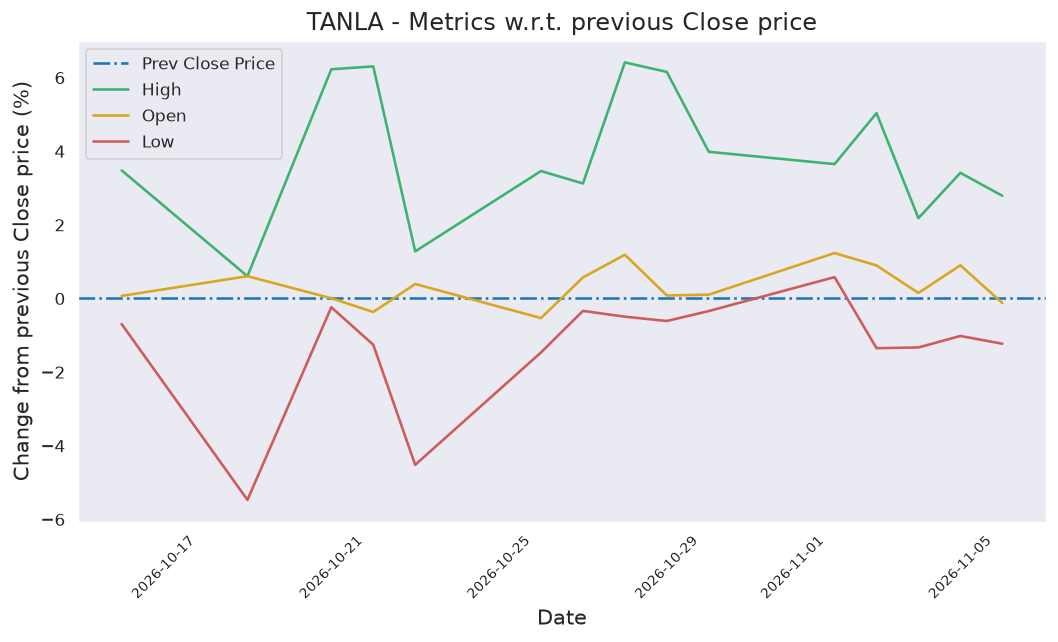 TANLA - Metrics w.r.t. previous Close price
Prev Close Price
High
Open
Low
Change from previous Close price (%)
6
4
2
0
−2
−4
−6
2026-10-17
2026-10-21
2026-10-25
2026-10-29
2026-11-01
2026-11-05
Date